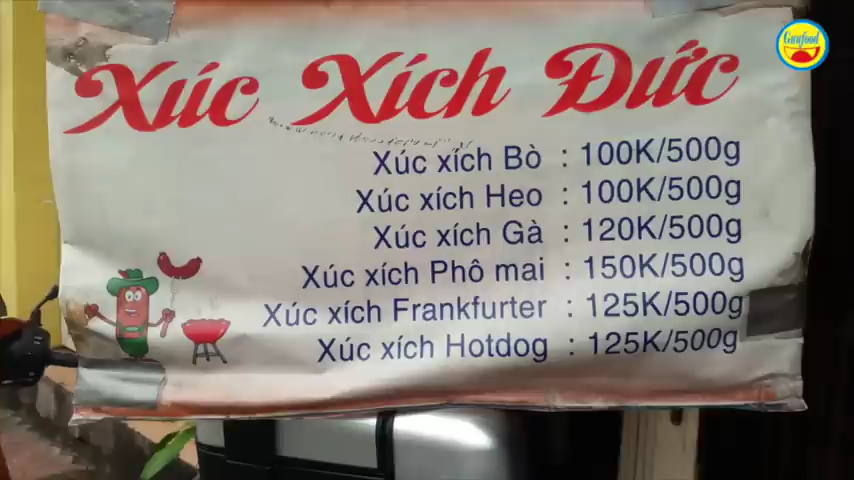 Gánfood
Xúc Xích Đức
Xúc xích Bò : 100K/500g
Xúc xích Heo : 100K/500g
Xúc xích Gà : 120K/500g
Xúc xích Phô mai : 150K/500g
Xúc xích Frankfurter : 125K/500g
Xúc xích Hotdog : 125K/500g